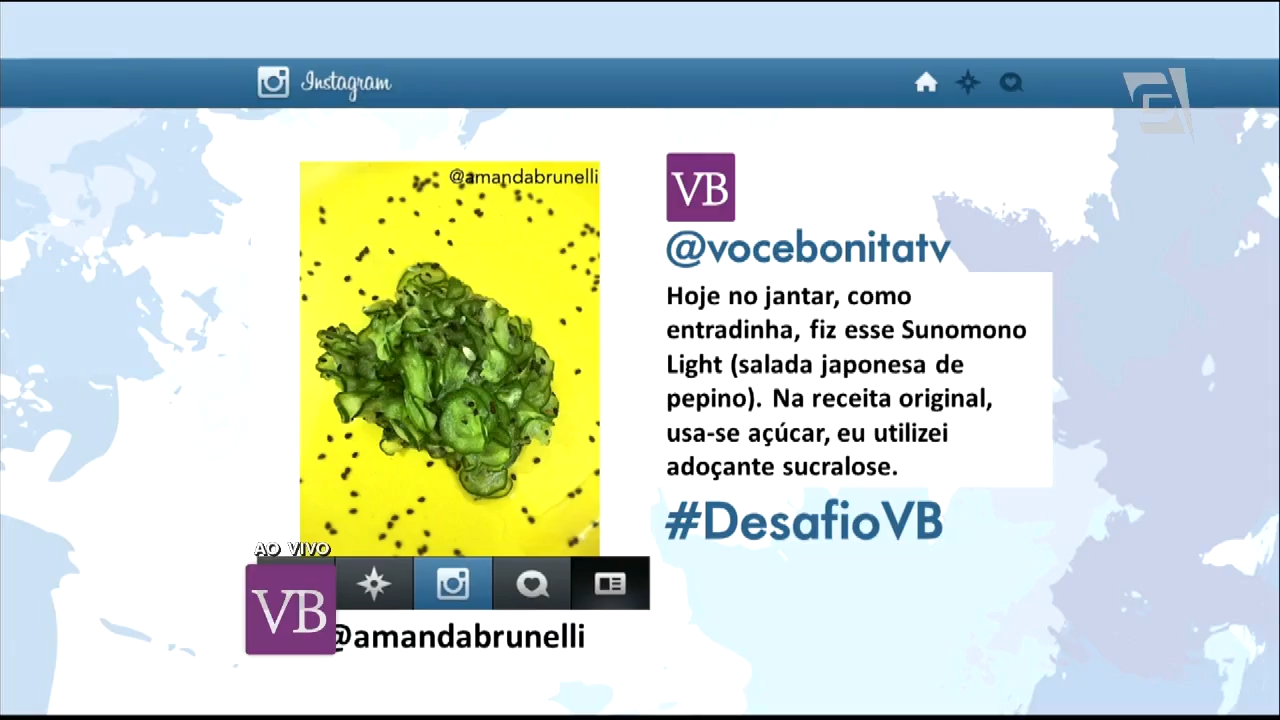 Instagram
@amandabrunelli
VB
@vocebonitatv
Hoje no jantar, como
entradinha, fiz esse Sunomono
Light (salada japonesa de
pepino). Na receita original,
usa-se açúcar, eu utilizei
adoçante sucralose.
#DesafioVB
AO VIVO
VB
@amandabrunelli